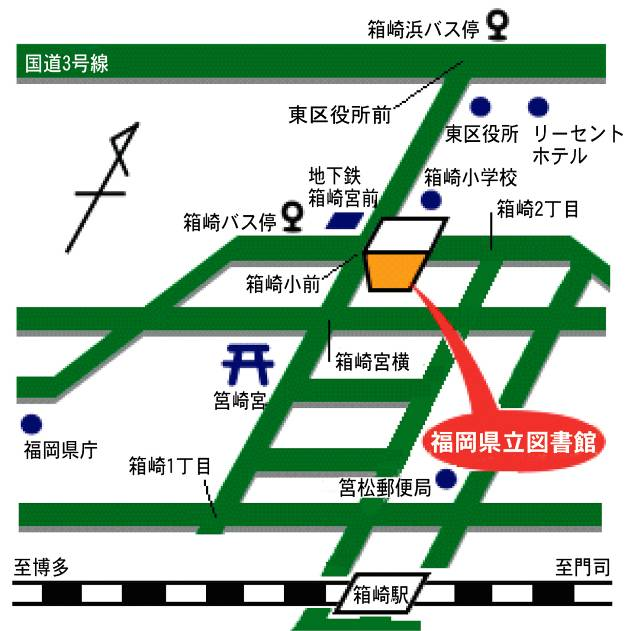 箱崎浜バス停
国道3号線
東区役所前
東区役所
リーセント
ホテル
地下鉄
箱崎宮前
箱崎小学校
箱崎バス停
箱崎2丁目
箱崎小前
箱崎宮横
筥崎宮
福岡県庁
福岡県立図書館
箱崎1丁目
宮松郵便局
至博多
至門司
箱崎駅